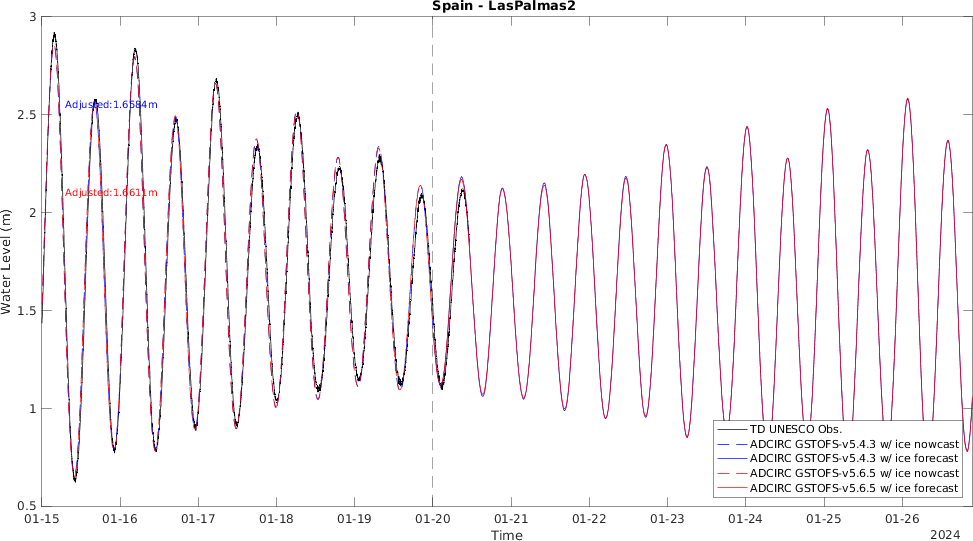 Spain - LasPalmas2
3
2.5
2
1.5
1
0.5
Water Level (m)
Adjusted:1.6584m
Adjusted:1.6611m
TD UNESCO Obs.
ADCIRC GSTOFS-v5.4.3 w/ ice nowcast
ADCIRC GSTOFS-v5.4.3 w/ ice forecast
ADCIRC GSTOFS-v5.6.5 w/ ice nowcast
ADCIRC GSTOFS-v5.6.5 w/ ice forecast
01-15 01-16 01-17 01-18 01-19 01-20 01-21 01-22 01-23 01-24 01-25 01-26
Time
2024